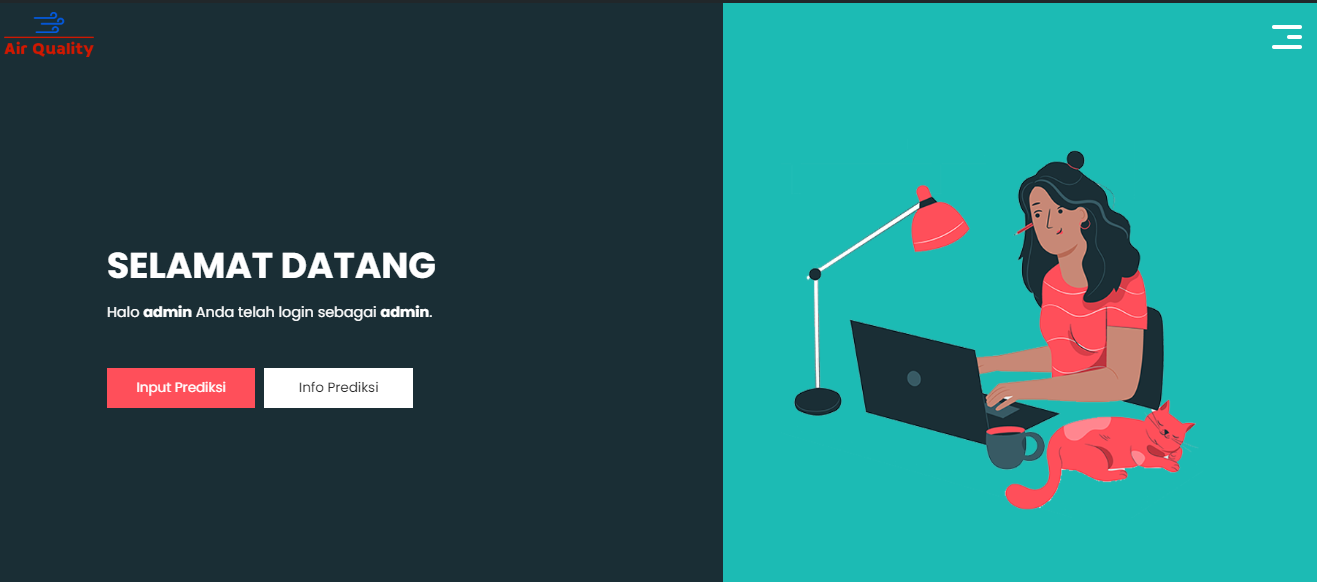 Air Quality
SELAMAT DATANG
Halo admin Anda telah login sebagai admin.
Input Prediksi
Info Prediksi